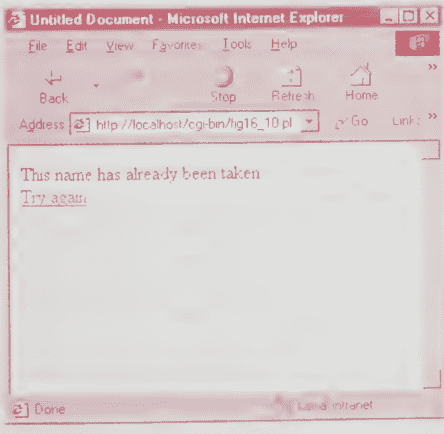 Untitled Document - Microsoft Internet Explorer
File Edit View Favorites Tools Help
Back Stop Refresh Home
Address http://localhost/cgi-bin/fig16_10.pl Go Links
This name has already been taken
Try again
Done Local intranet